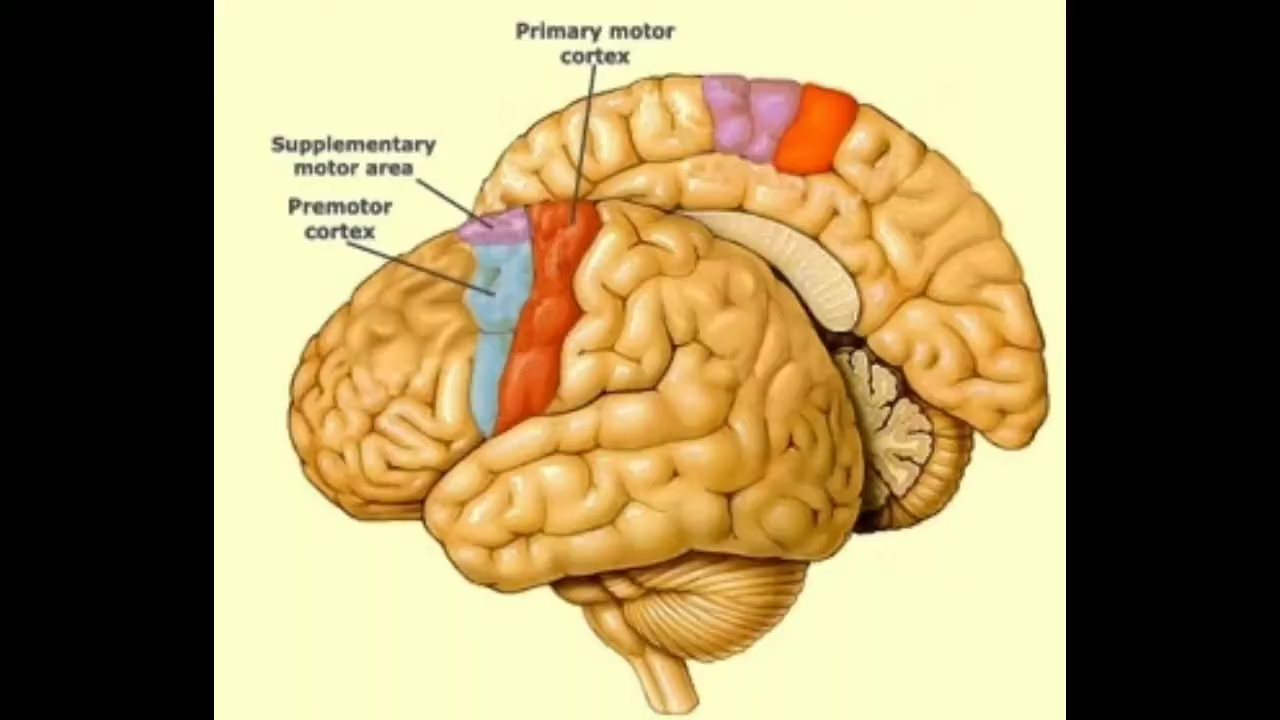 Primary motor
cortex
Supplementary
motor area
Premotor
cortex